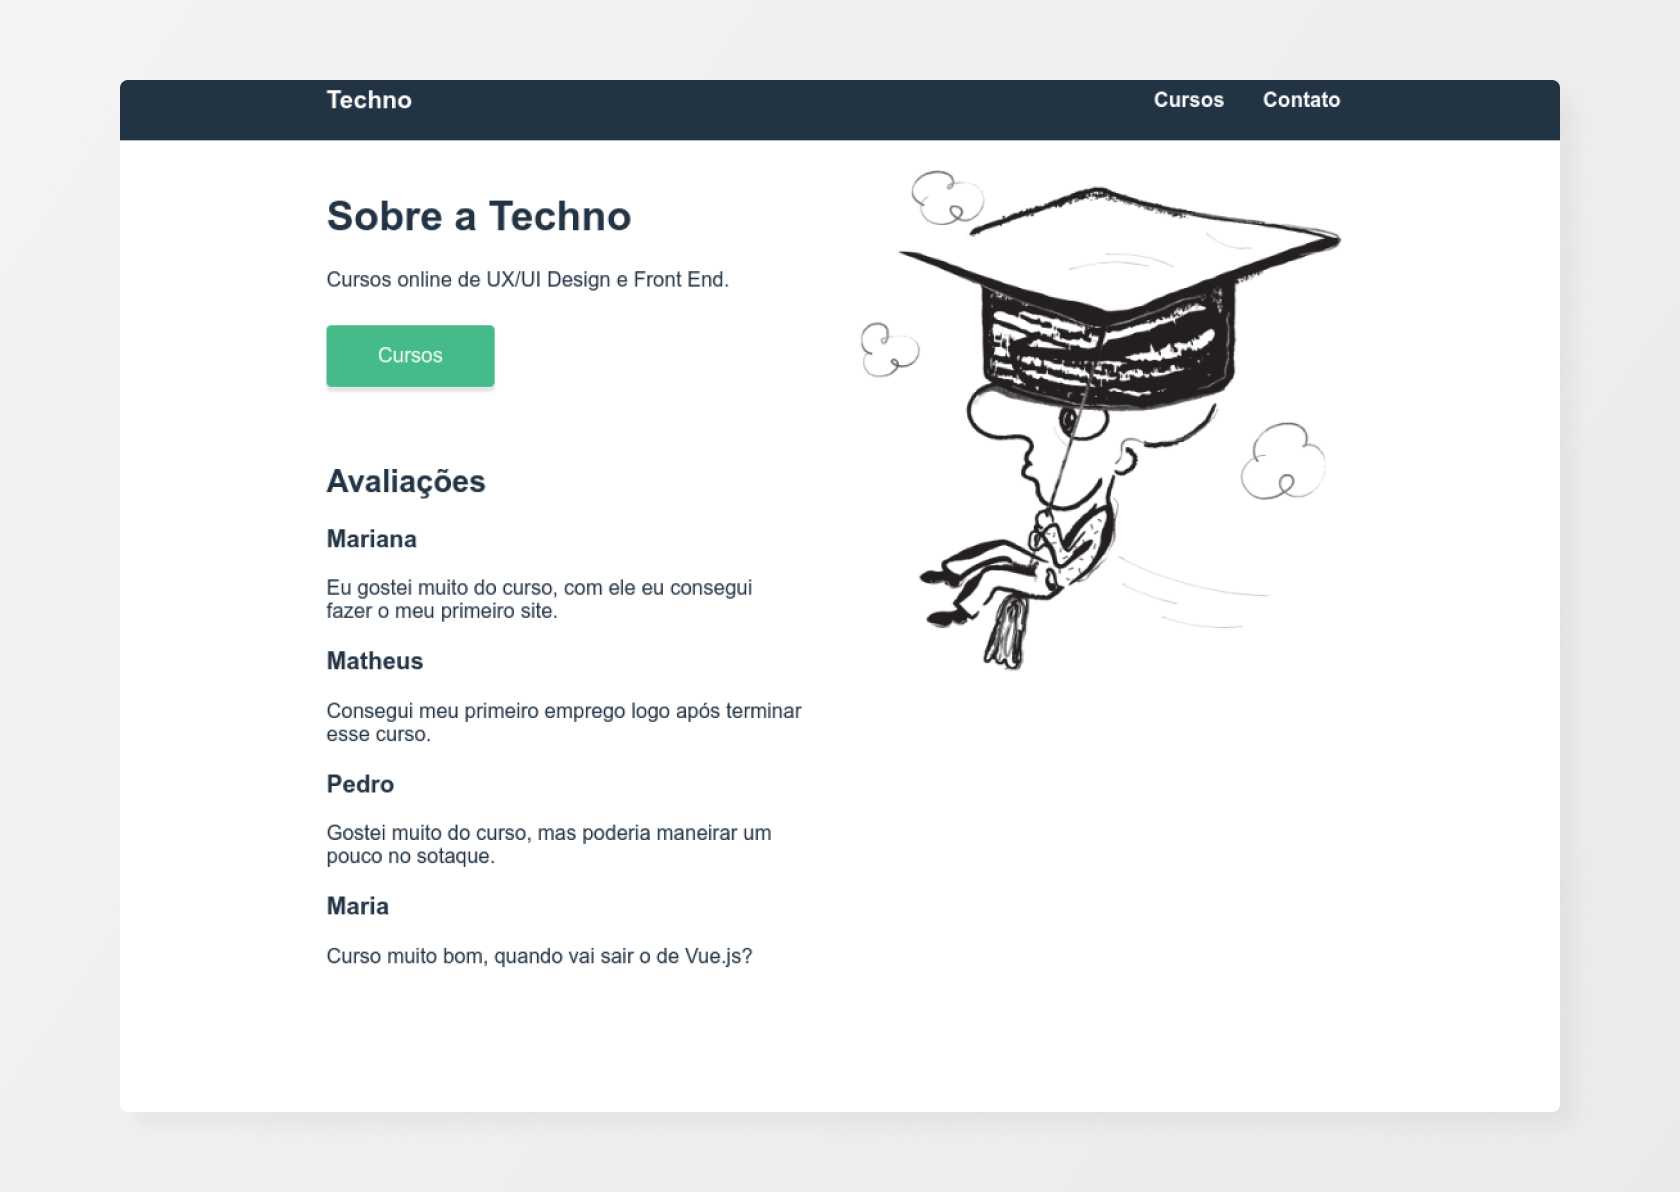 Techno
Cursos
Contato
Sobre a Techno
Cursos online de UX/UI Design e Front End.
Cursos
Avaliações
Mariana
Eu gostei muito do curso, com ele eu consegui
fazer o meu primeiro site.
Matheus
Consegui meu primeiro emprego logo após terminar
esse curso.
Pedro
Gostei muito do curso, mas poderia maneirar um
pouco no sotaque.
Maria
Curso muito bom, quando vai sair o de Vue.js?